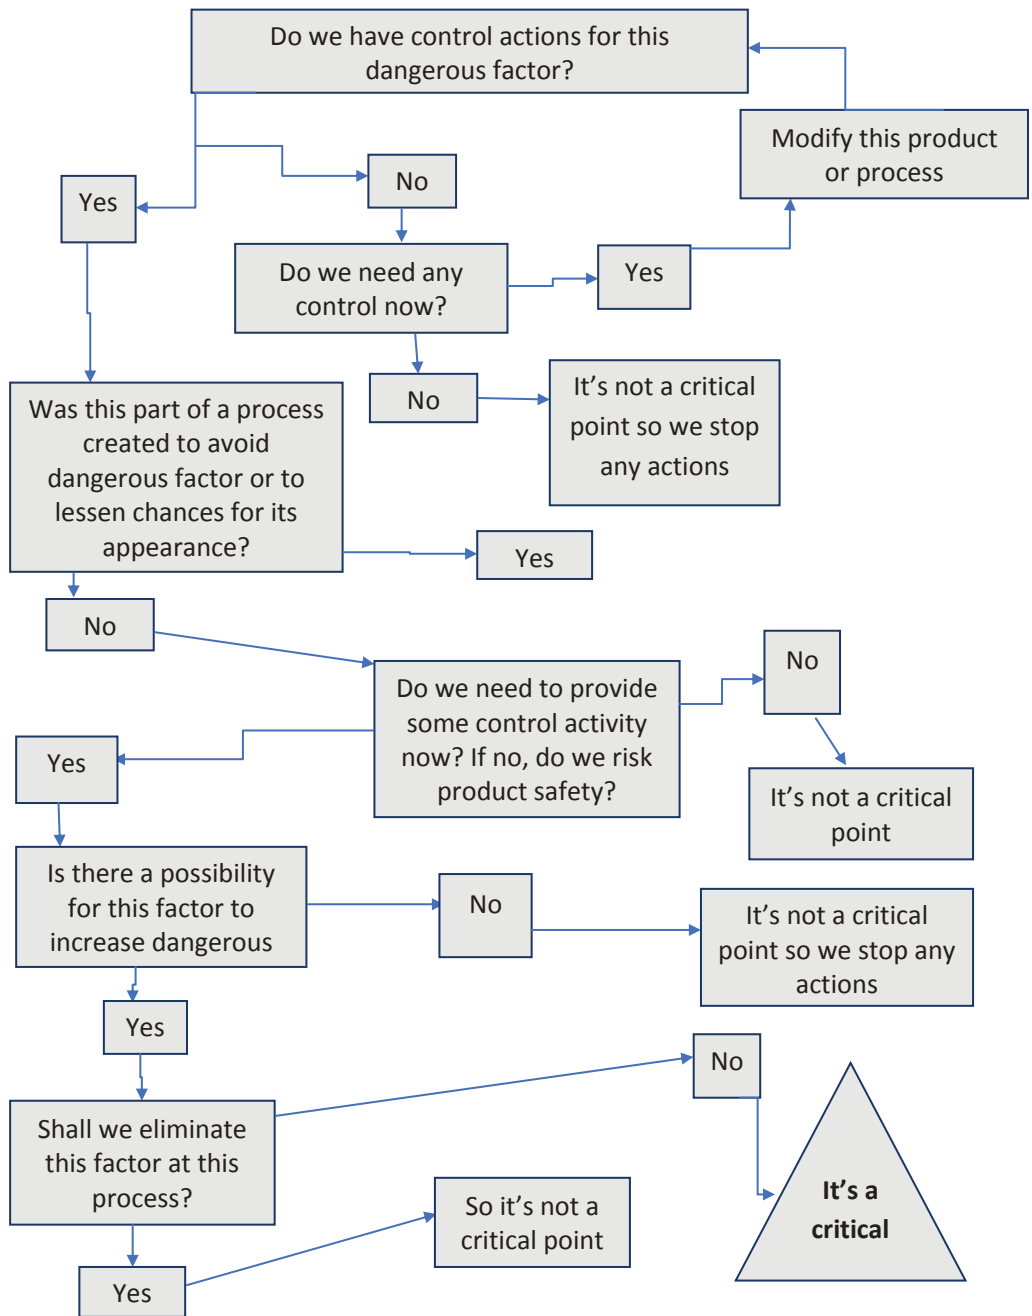 Do we have control actions for this
dangerous factor?
Modify this product
or process
No
Yes
Do we need any
control now?
Yes
No
It's not a critical
point so we stop
any actions
Was this part of a process
created to avoid
dangerous factor or to
lessen chances for its
appearance?
Yes
No
No
Do we need to provide
some control activity
now? If no, do we risk
product safety?
Yes
It's not a critical
point
Is there a possibility
for this factor to
increase dangerous
No
It's not a critical
point so we stop any
actions
Yes
No
Shall we eliminate
this factor at this
process?
It's a
critical
So it's not a
critical point
Yes